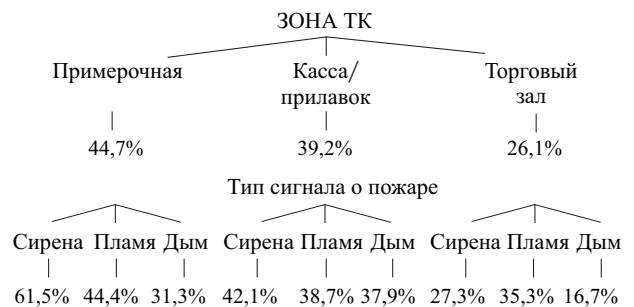 ЗОНА ТК
Примерочная Касса/ Торговый
прилавок зал
44,7% 39,2% 26,1%
Тип сигнала о пожаре
Сирена Пламя Дым Сирена Пламя Дым Сирена Пламя Дым
61,5% 44,4% 31,3% 42,1% 38,7% 37,9% 27,3% 35,3% 16,7%